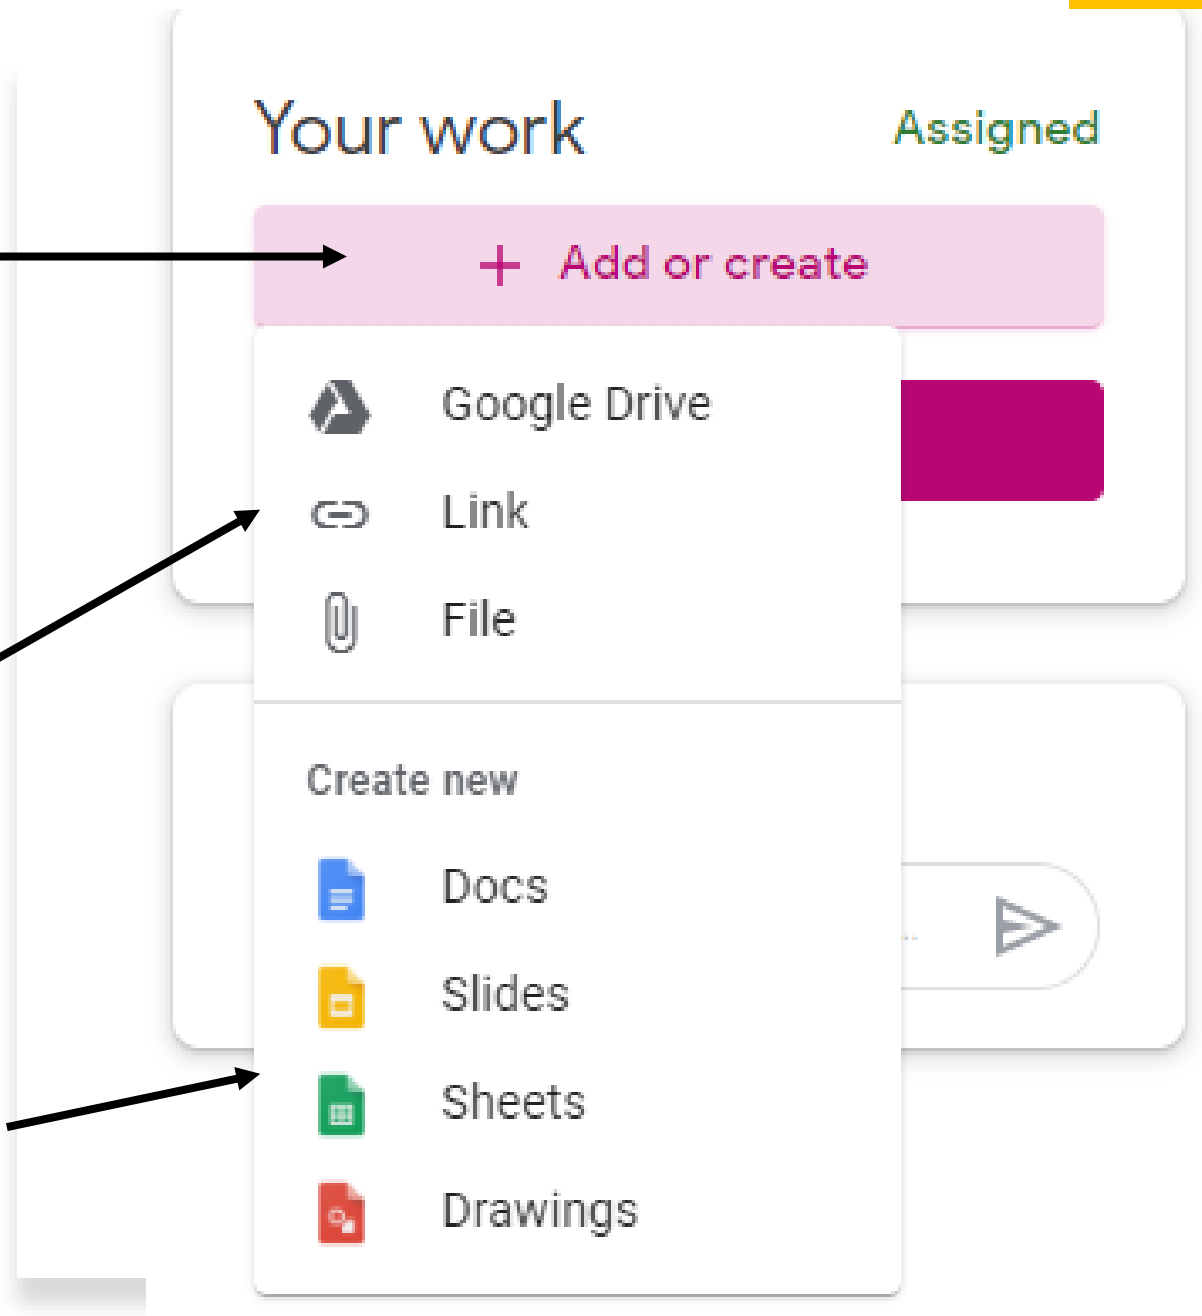 Your work
Assigned
+ Add or create
Google Drive
Link
File
Create new
Docs
Slides
Sheets
Drawings